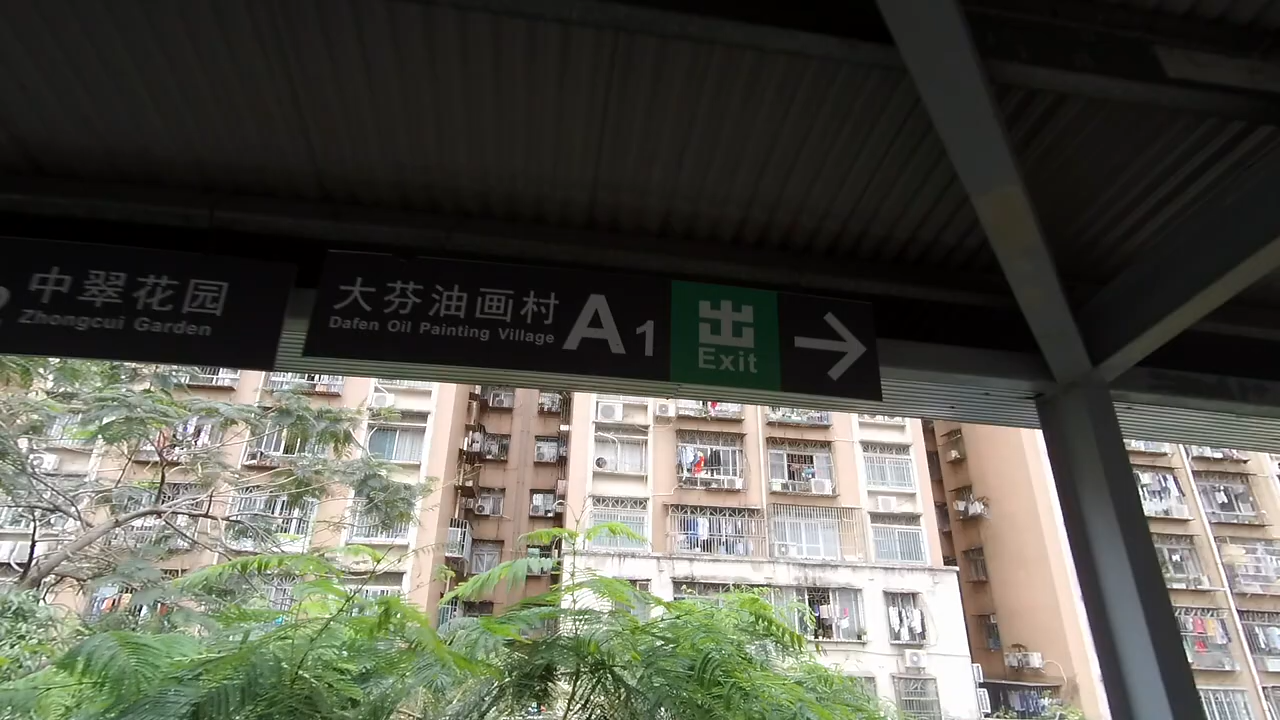 中翠花园
Zhongcui Garden
大芬油画村
Dafen Oil Painting Village
A1
出
Exit